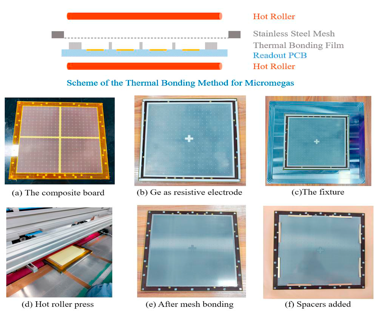 Hot Roller
Stainless Steel Mesh
Thermal Bonding Film
Readout PCB
Hot Roller
Scheme of the Thermal Bonding Method for Micromegas
(a) The composite board
(b) Ge as resistive electrode
(c)The fixture
(d) Hot roller press
(e) After mesh bonding
(f) Spacers added